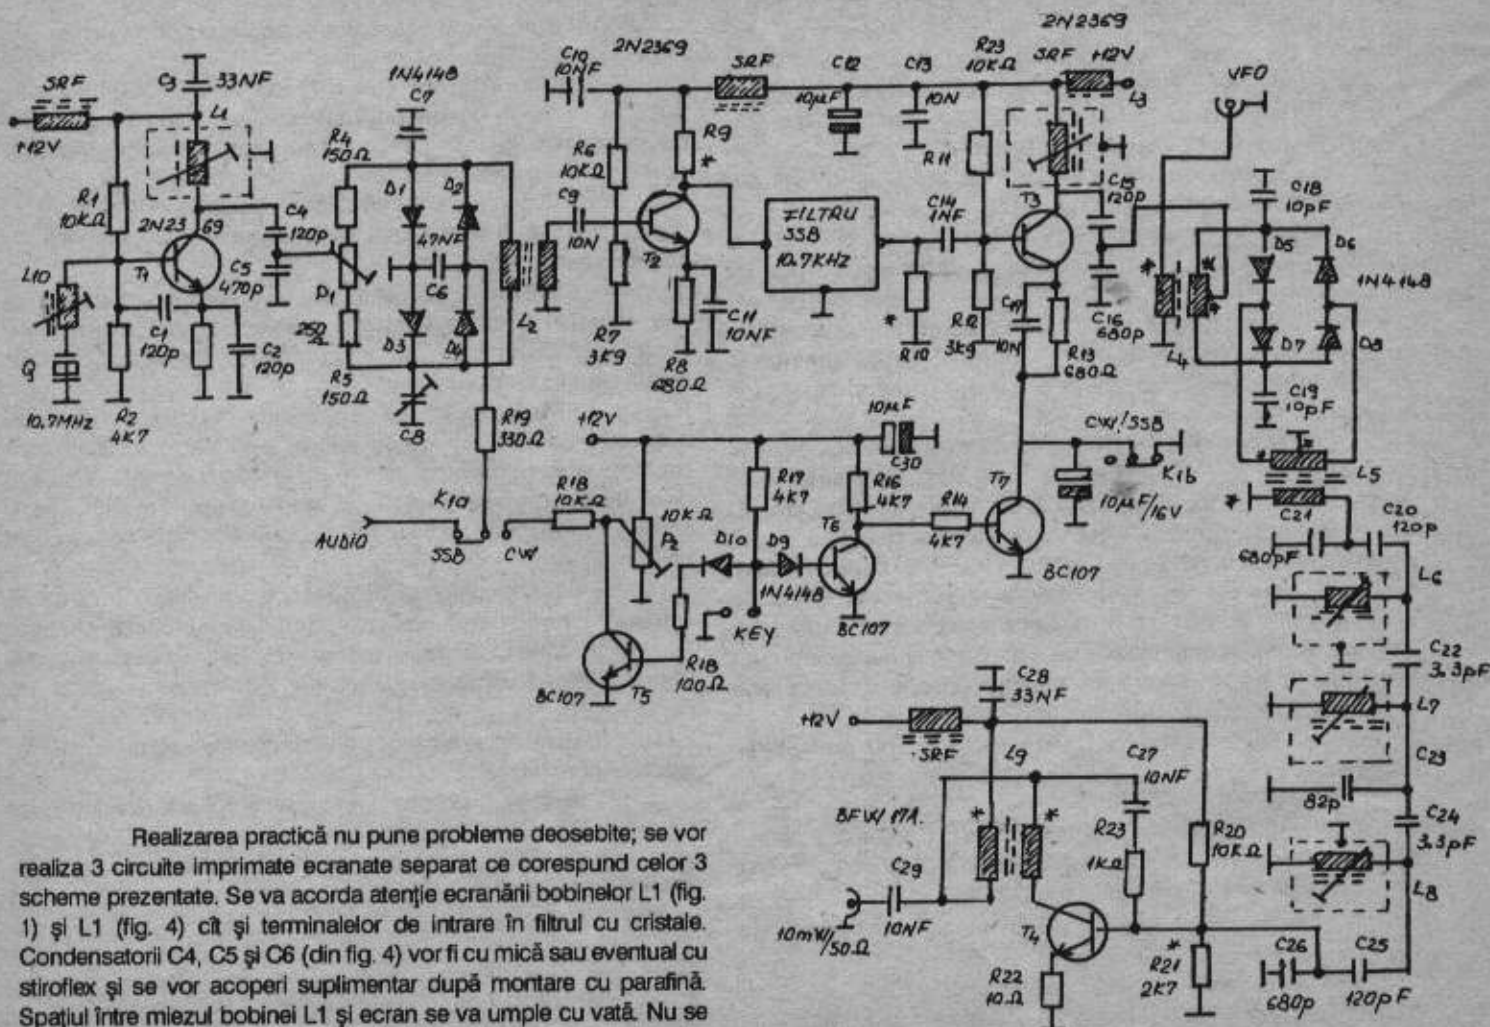 2N2369
C10
10NF
2N2369
SRF
C3
33NF
1N4148
C7
SRF
C12
10μF
C13
10N
R23
10KΩ
SRF
+12V
L3
VFO
+12V
L1
R4
150Ω
D1
D2
R6
10KΩ
R9
*
R11
C15
120p
C18
10pF
R1
10KΩ
2N23
69
C4
120p
47NF
C9
10N
FILTRU
SSB
10.7KHz
C14
1NF
T3
D5
D6
1N4148
L10
T1
C5
470p
P1
25Ω
C6
L2
T2
*
*
*
Q
C1
120p
C2
120p
D3
D4
R7
3K9
C11
10NF
*
R10
R12
3K9
C17
10N
C16
680p
L4
D7
D8
10.7MHz
R2
4K7
R5
150Ω
C8
R19
330Ω
R8
680Ω
R13
680Ω
C19
10pF
+12V
10μF
C30
CW/SSB
K1b
*
*
L5
K1a
R18
10KΩ
10KΩ
P2
R17
4K7
R16
4K7
R14
4K7
T7
10μF/16V
*
C21
C20
120p
AUDIO
SSB
CW
D10
D9
1N4148
T6
680pF
KEY
BC107
BC107
L6
BC107
T5
R18
100Ω
C22
3.3pF
C28
33NF
L7
+12V
SRF
L9
C27
10NF
C23
82p
BFW17A.
*
*
R23
1KΩ
R20
10KΩ
C24
3.3pF
C29
10NF
L8
10mW/50Ω
T4
R22
10Ω
*
R21
2K7
C26
680p
C25
120pF
Realizarea practică nu pune probleme deosebite; se vor
realiza 3 circuite imprimate ecranate separat ce corespund celor 3
scheme prezentate. Se va acorda atenţie ecranării bobinelor L1 (fig.
1) şi L1 (fig. 4) cît şi terminalelor de intrare în filtrul cu cristale.
Condensatorii C4, C5 şi C6 (din fig. 4) vor fi cu mică sau eventual cu
stiroflex şi se vor acoperi suplimentar după montare cu parafină.
Spaţiul între miezul bobinei L1 şi ecran se va umple cu vată. Nu se